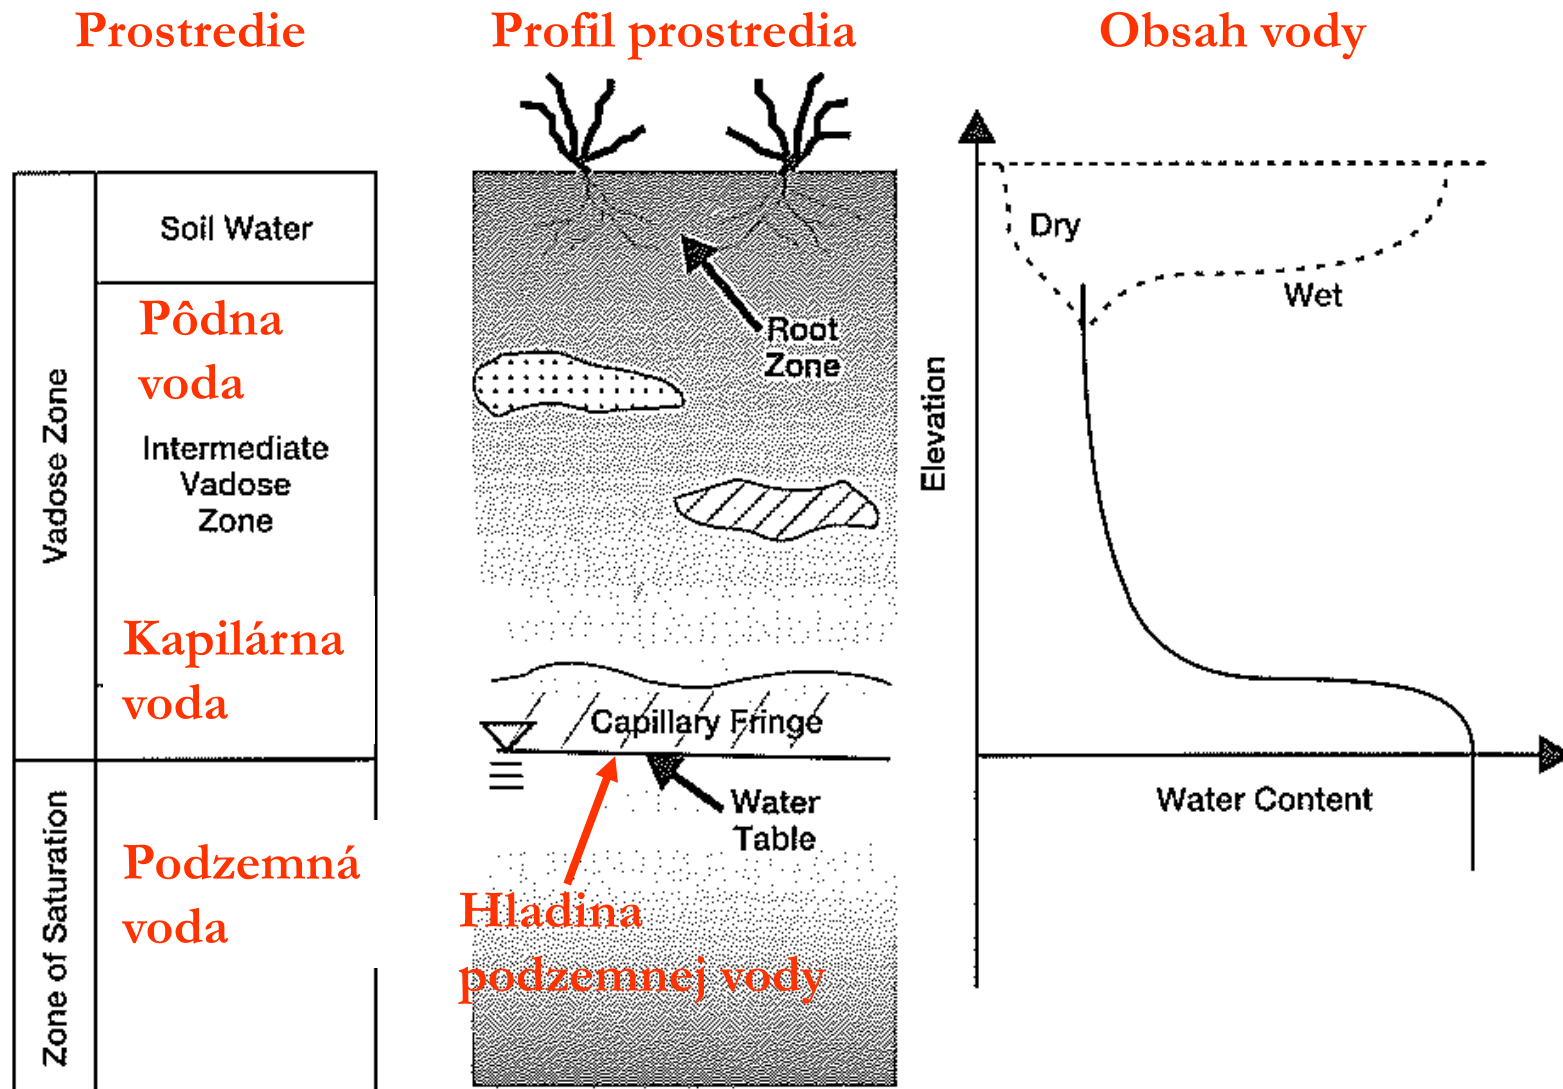 Prostredie
Profil prostredia
Obsah vody
Vadose Zone
Soil Water
Pôdna
voda
Intermediate
Vadose
Zone
Kapilárna
voda
Zone of Saturation
Podzemná
voda
Root
Zone
Capillary Fringe
Water
Table
Hladina
podzemnej vody
Elevation
Dry
Wet
Water Content